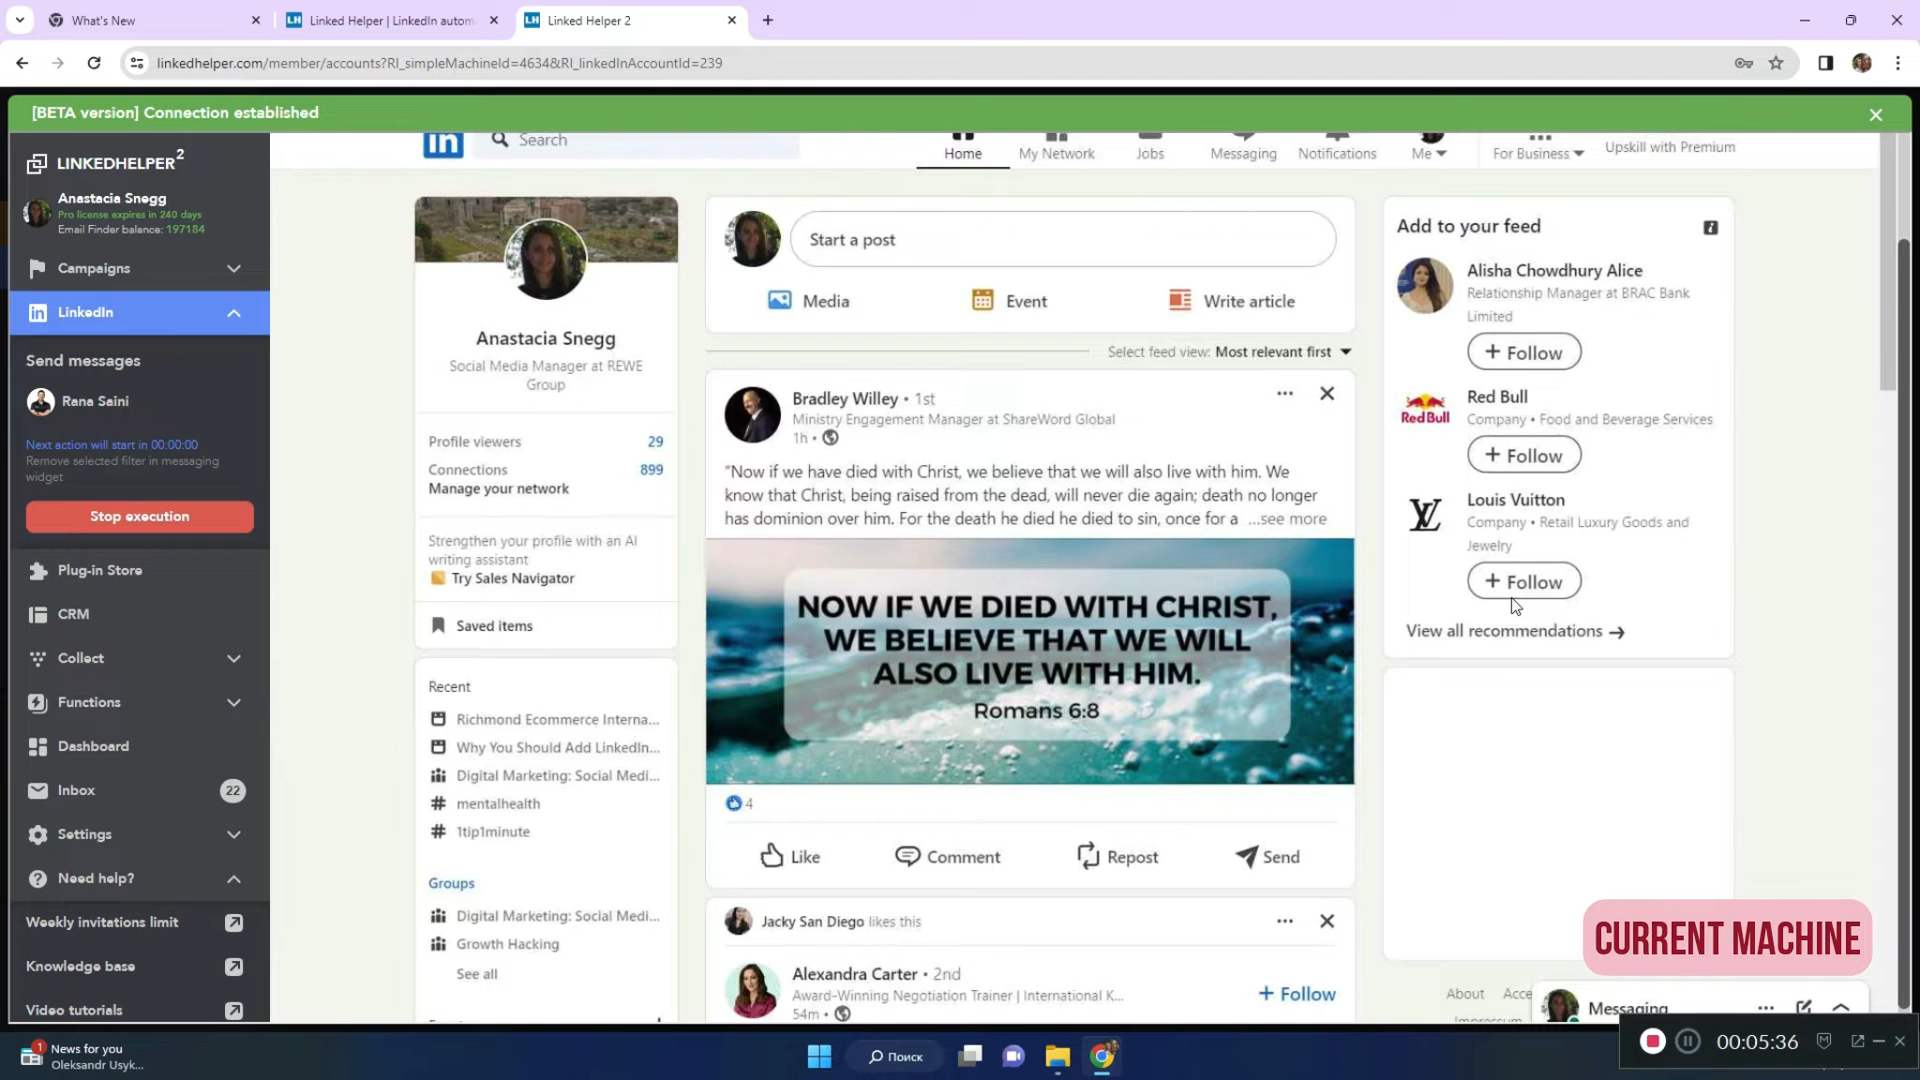 What's New
Linked Helper | LinkedIn autom
Linked Helper 2
linkedhelper.com/member/accounts?RI_simpleMachineId=4634&RI_linkedInAccountId=239
[BETA version] Connection established
LINKEDHELPER²
Anastacia Snegg
Pro license expires in 240 days
Email Finder balance: 197184
Campaigns
LinkedIn
Send messages
Rana Saini
Next action will start in 00:00:00
Remove selected filter in messaging
widget
Stop execution
Plug-in Store
CRM
Collect
Functions
Dashboard
Inbox 22
Settings
Need help?
Weekly invitations limit
Knowledge base
Video tutorials
in Search
Home
My Network
Jobs
Messaging
Notifications
Me
For Business
Upskill with Premium
Anastacia Snegg
Social Media Manager at REWE
Group
Profile viewers 29
Connections 899
Manage your network
Strengthen your profile with an AI
writing assistant
Try Sales Navigator
Saved items
Recent
Richmond Ecommerce Interna...
Why You Should Add LinkedIn...
Digital Marketing: Social Medi...
# mentalhealth
# 1tip1minute
Groups
Digital Marketing: Social Medi...
Growth Hacking
See all
Start a post
Media
Event
Write article
Select feed view: Most relevant first
Bradley Willey • 1st
Ministry Engagement Manager at ShareWord Global
1h •
"Now if we have died with Christ, we believe that we will also live with him. We
know that Christ, being raised from the dead, will never die again; death no longer
has dominion over him. For the death he died he died to sin, once for a ...see more
NOW IF WE DIED WITH CHRIST,
WE BELIEVE THAT WE WILL
ALSO LIVE WITH HIM.
Romans 6:8
4
Like
Comment
Repost
Send
Jacky San Diego likes this
Alexandra Carter • 2nd
Award-Winning Negotiation Trainer | International K...
54m •
+ Follow
Add to your feed
Alisha Chowdhury Alice
Relationship Manager at BRAC Bank
Limited
+ Follow
Red Bull
Red Bull
Company • Food and Beverage Services
+ Follow
Louis Vuitton
Company • Retail Luxury Goods and
Jewelry
+ Follow
View all recommendations →
CURRENT MACHINE
About Acce
Messaging
00:05:36
1
News for you
Oleksandr Usyk...
Поиск